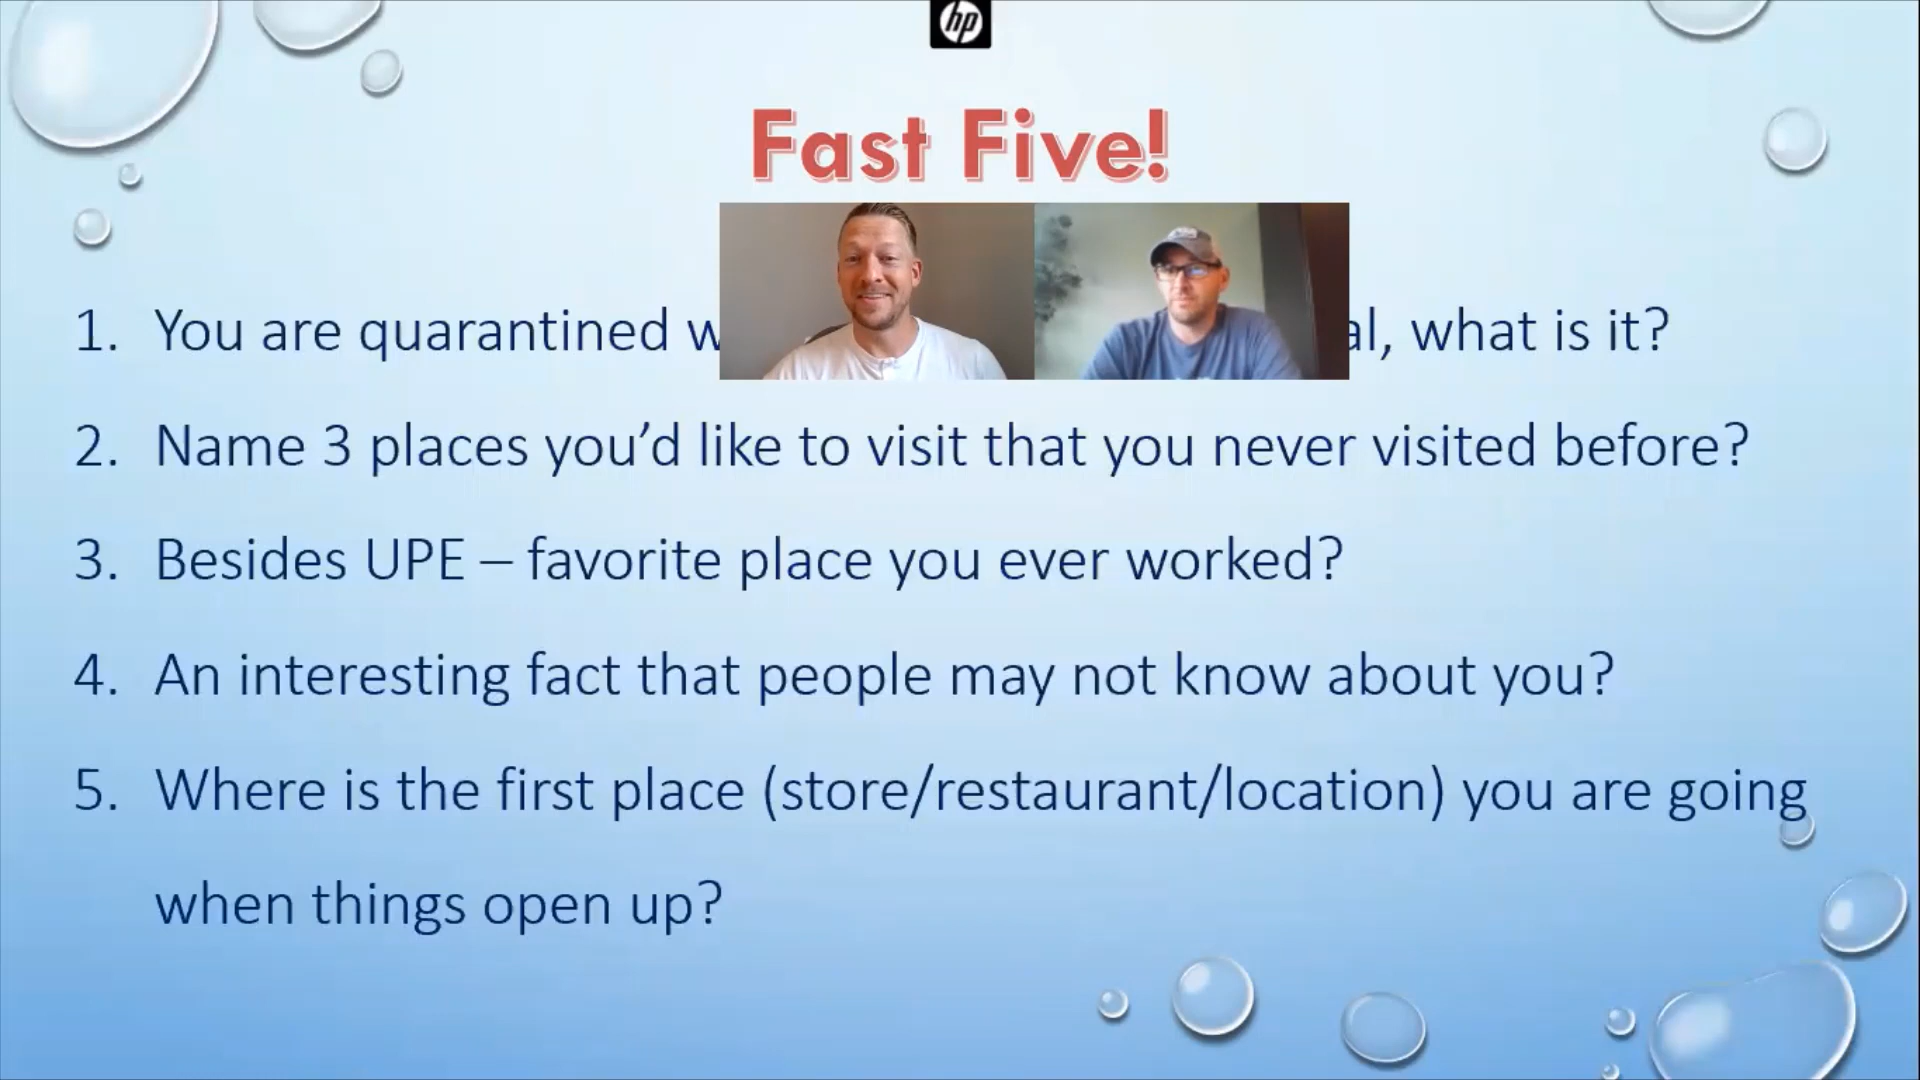 hp
Fast Five!
1. You are quarantined al, what is it?
2. Name 3 places you’d like to visit that you never visited before?
3. Besides UPE – favorite place you ever worked?
4. An interesting fact that people may not know about you?
5. Where is the first place (store/restaurant/location) you are going
when things open up?